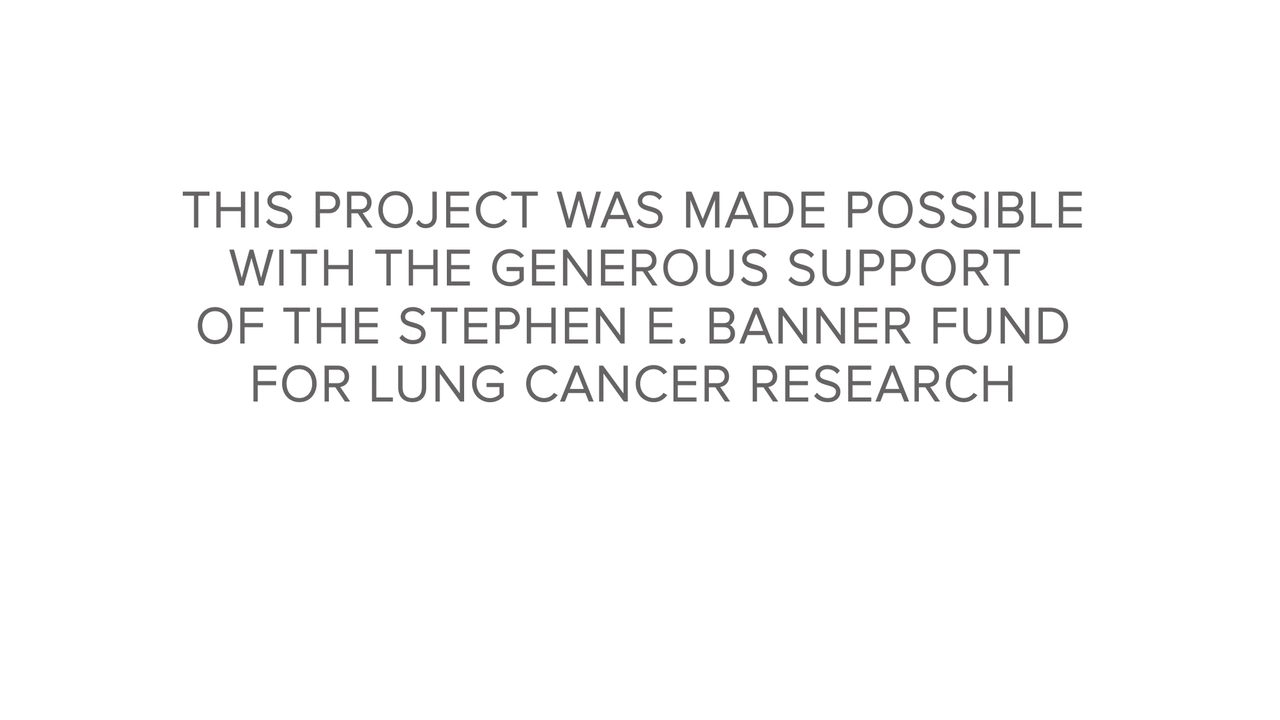 THIS PROJECT WAS MADE POSSIBLE
WITH THE GENEROUS SUPPORT
OF THE STEPHEN E. BANNER FUND
FOR LUNG CANCER RESEARCH